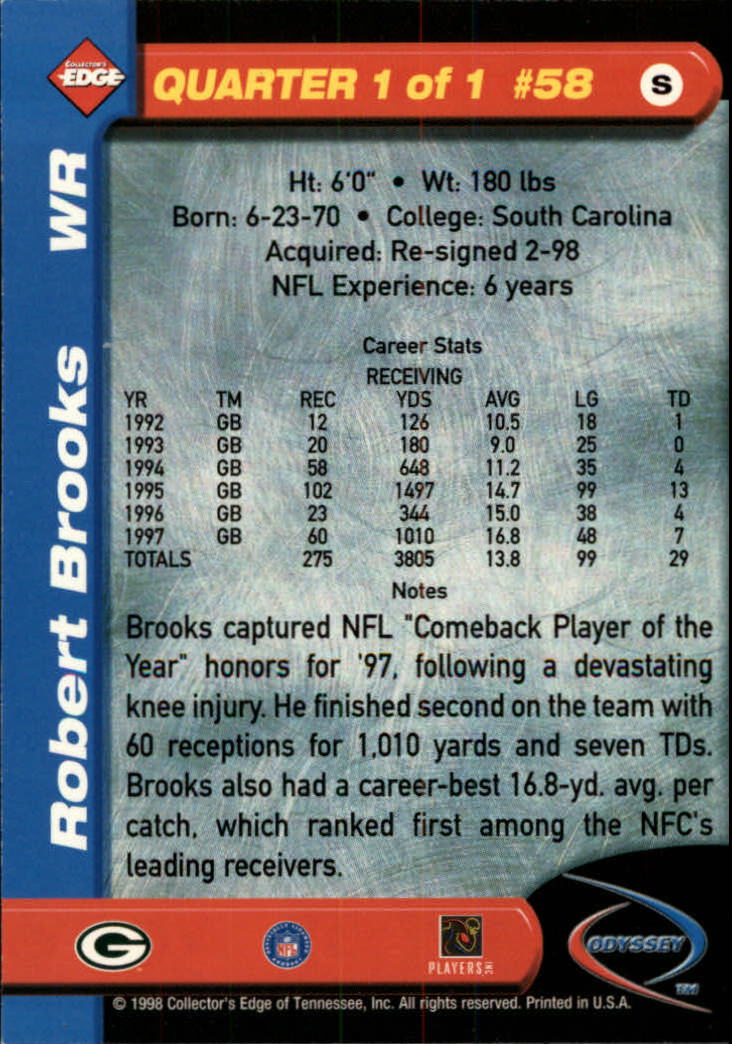 COLLECTOR'S
EDGE
QUARTER 1 of 1 #58
S
Robert Brooks WR
Ht: 6'0" • Wt: 180 lbs
Born: 6-23-70 • College: South Carolina
Acquired: Re-signed 2-98
NFL Experience: 6 years
Career Stats
RECEIVING
YR TM REC YDS AVG LG TD
1992 GB 12 126 10.5 18 1
1993 GB 20 180 9.0 25 0
1994 GB 58 648 11.2 35 4
1995 GB 102 1497 14.7 99 13
1996 GB 23 344 15.0 38 4
1997 GB 60 1010 16.8 48 7
TOTALS 275 3805 13.8 99 29
Notes
Brooks captured NFL "Comeback Player of the
Year" honors for '97, following a devastating
knee injury. He finished second on the team with
60 receptions for 1,010 yards and seven TDs.
Brooks also had a career-best 16.8-yd. avg. per
catch, which ranked first among the NFC's
leading receivers.
G
NFL
PLAYERS INC
ODYSSEY
TM
© 1998 Collector's Edge of Tennessee, Inc. All rights reserved. Printed in U.S.A.